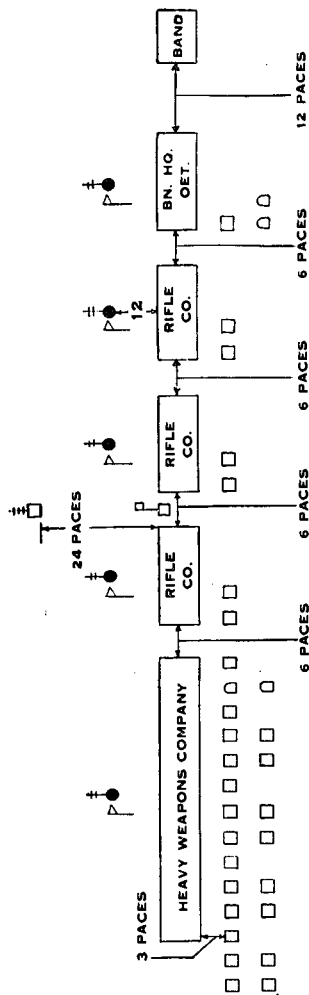 BAND
12 PACES
BN. HQ.
OET.
6 PACES
12
RIFLE
CO.
6 PACES
RIFLE
CO.
6 PACES
24 PACES
RIFLE
CO.
6 PACES
HEAVY WEAPONS COMPANY
3 PACES